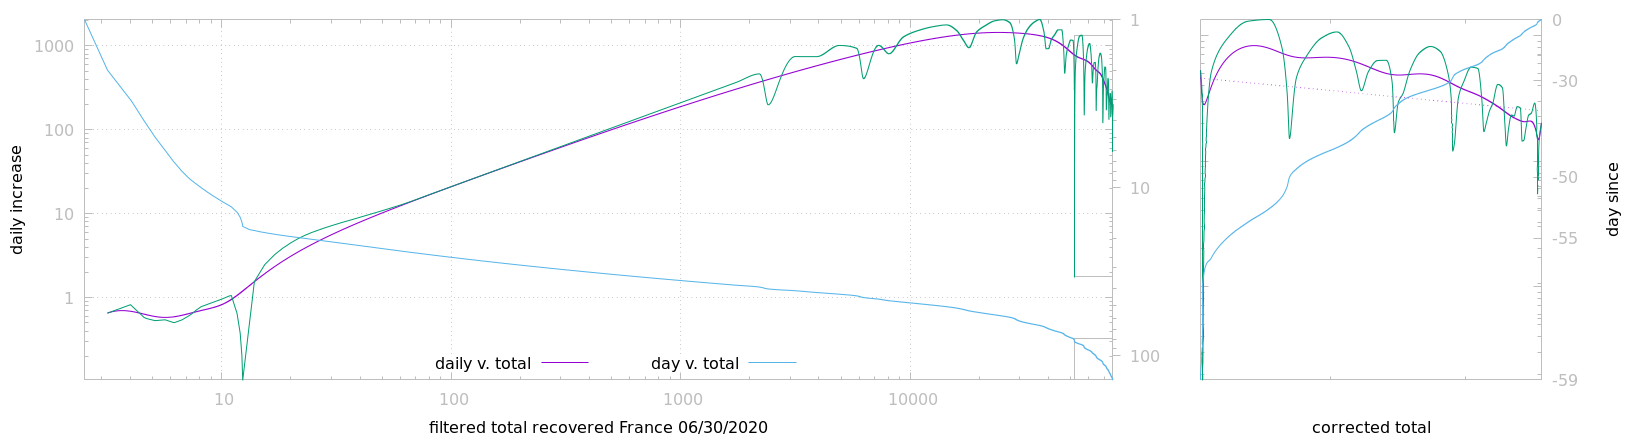 1000
100
10
1
daily increase
10
100
1000
10000
filtered total recovered France 06/30/2020
daily v. total
day v. total
1
10
100
0
-30
-50
-55
-59
day since
corrected total